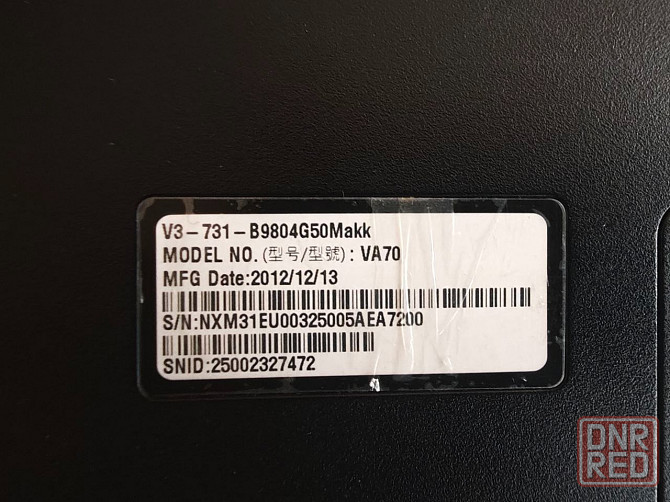 V3-731-B9804G50Makk
MODEL NO.(型号/型號): VA70
MFG Date:2012/12/13
S/N:NXM31EU00325005AEA7200
SNID:25002327472
DNR
RED